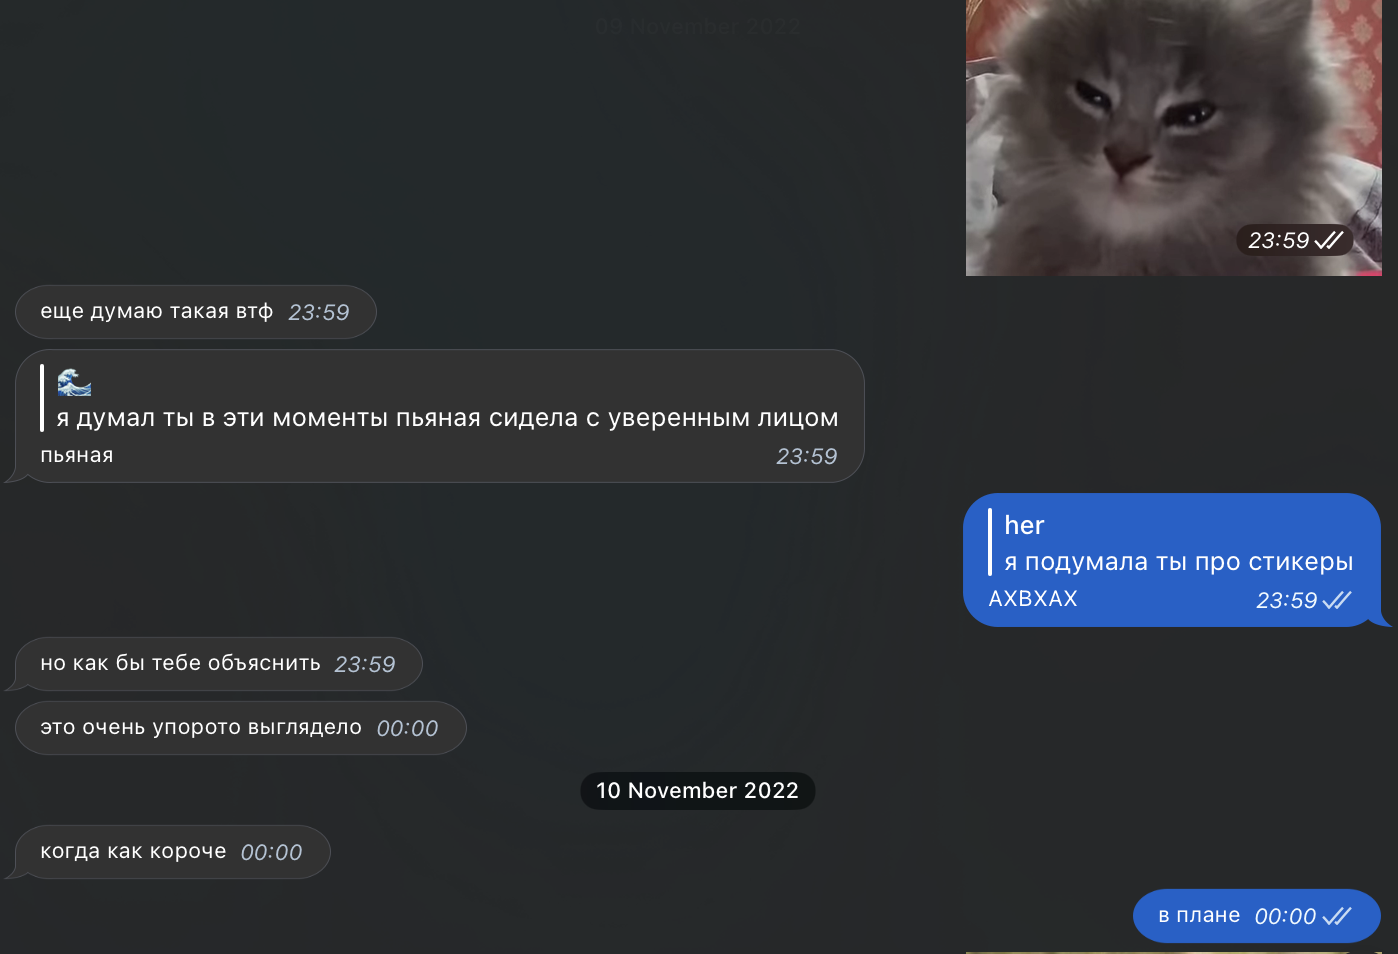 09 November 2022
23:59
еще думаю такая втф 23:59
🌊
я думал ты в эти моменты пьяная сидела с уверенным лицом
пьяная 23:59
her
я подумала ты про стикеры
АХВХАХ 23:59
но как бы тебе объяснить 23:59
это очень упорото выглядело 00:00
10 November 2022
когда как короче 00:00
в плане 00:00